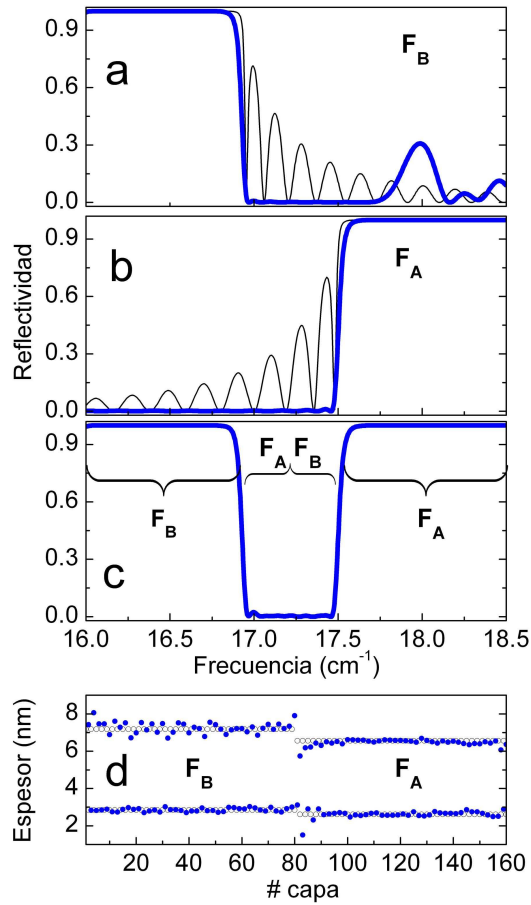 0.9
0.6
0.3
0.0
a
F_B
0.9
0.6
0.3
0.0
b
F_A
Reflectividad
0.9
0.6
0.3
0.0
F_A F_B
F_B
F_A
c
16.0 16.5 17.0 17.5 18.0 18.5
Frecuencia (cm⁻¹)
8
6
4
2
Espesor (nm)
d
F_B
F_A
20 40 60 80 100 120 140 160
# capa